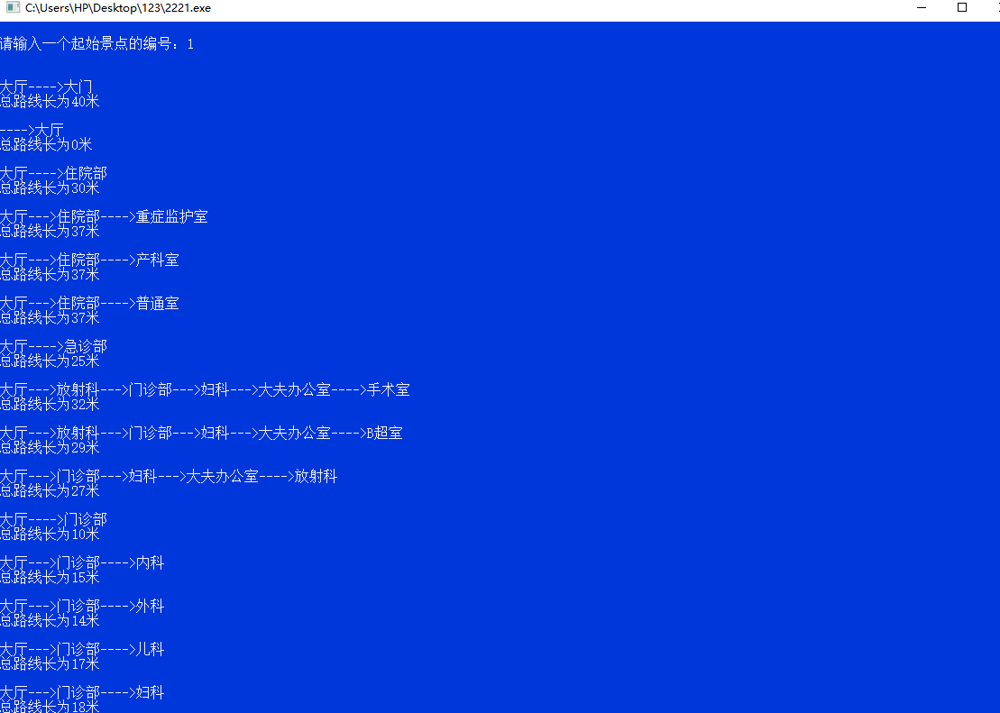 C:\Users\HP\Desktop\123\2221.exe
请输入一个起始景点的编号：1
大厅---->大门
总路线长为40米
---->大厅
总路线长为0米
大厅---->住院部
总路线长为30米
大厅--->住院部---->重症监护室
总路线长为37米
大厅--->住院部---->产科室
总路线长为37米
大厅--->住院部---->普通室
总路线长为37米
大厅---->急诊部
总路线长为25米
大厅--->放射科--->门诊部--->妇科--->大夫办公室---->手术室
总路线长为32米
大厅--->放射科--->门诊部--->妇科--->大夫办公室---->B超室
总路线长为29米
大厅--->门诊部--->妇科--->大夫办公室---->放射科
总路线长为27米
大厅---->门诊部
总路线长为10米
大厅--->门诊部---->内科
总路线长为15米
大厅--->门诊部---->外科
总路线长为14米
大厅--->门诊部---->儿科
总路线长为17米
大厅--->门诊部---->妇科
总路线长为18米